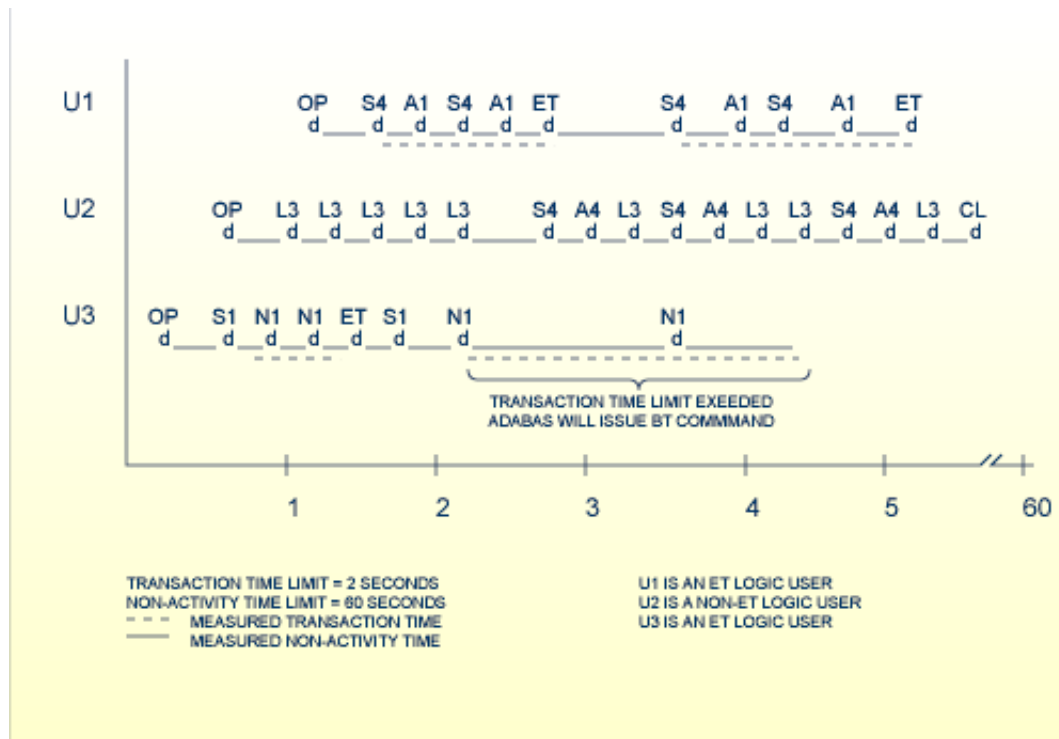 U1 OP S4 A1 S4 A1 ET S4 A1 S4 A1 ET
d d d d d d d d d d d
U2 OP L3 L3 L3 L3 L3 S4 A4 L3 S4 A4 L3 L3 S4 A4 L3 CL
d d d d d d d d d d d d d d d d d
U3 OP S1 N1 N1 ET S1 N1 N1
d d d d d d d d
TRANSACTION TIME LIMIT EXEEDED
ADABAS WILL ISSUE BT COMMMAND
1 2 3 4 5 60
TRANSACTION TIME LIMIT = 2 SECONDS
NON-ACTIVITY TIME LIMIT = 60 SECONDS
MEASURED TRANSACTION TIME
MEASURED NON-ACTIVITY TIME
U1 IS AN ET LOGIC USER
U2 IS A NON-ET LOGIC USER
U3 IS AN ET LOGIC USER